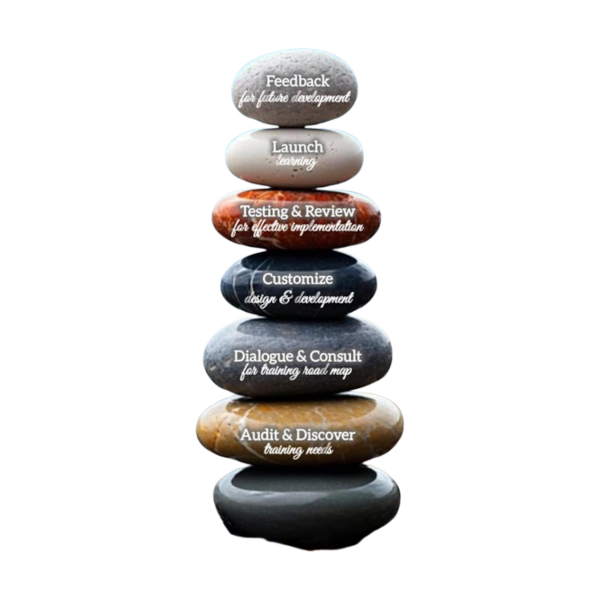 Feedback
for future development
Launch
learning
Testing & Review
for effective implementation
Customize
design & development
Dialogue & Consult
for training road map
Audit & Discover
training needs